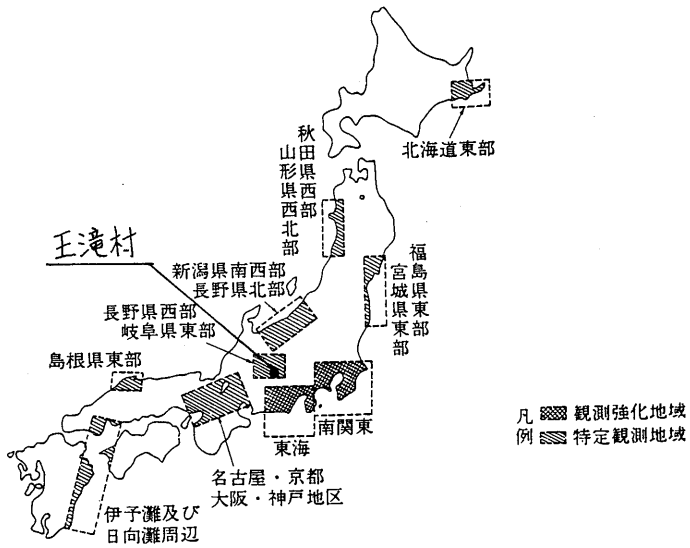 北海道東部
秋田県西部
山形県西北部
王滝村
新潟県南西部
長野県北部
福島県東部
宮城県東部
長野県西部
岐阜県東部
島根県東部
南関東
東海
名古屋・京都
大阪・神戸地区
伊予灘及び
日向灘周辺
凡例
観測強化地域
特定観測地域